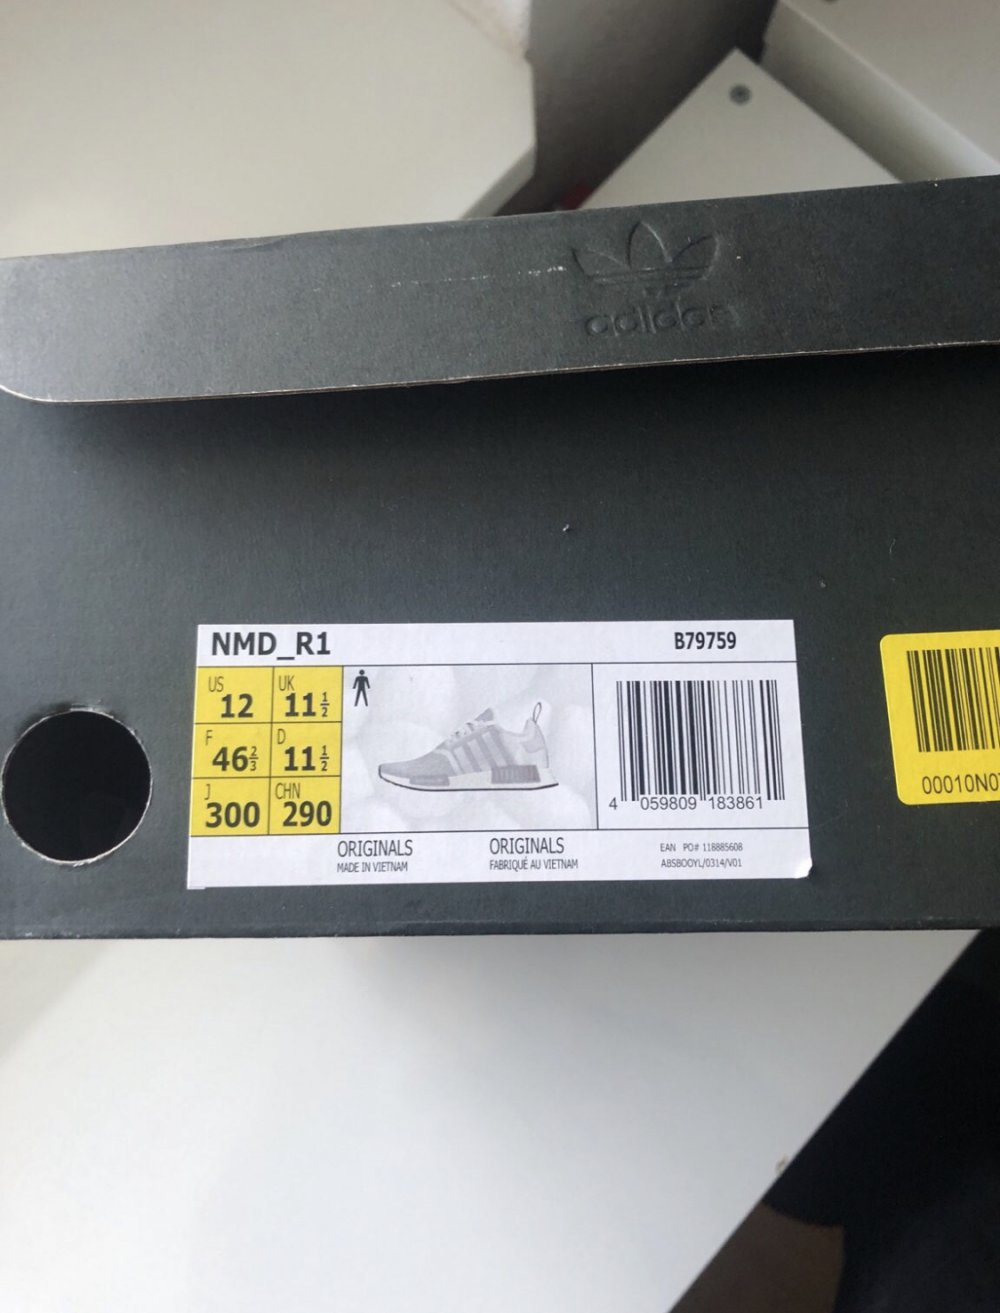 adidas
NMD_R1 B79759
US 12 UK 11 1/2
F 46 2/3 D 11 1/2
J 300 CHN 290
4 059809 183861
ORIGINALS ORIGINALS
MADE IN VIETNAM FABRIQUÉ AU VIETNAM
EAN PO# 118885608
ABSBOOYL/0314/V01